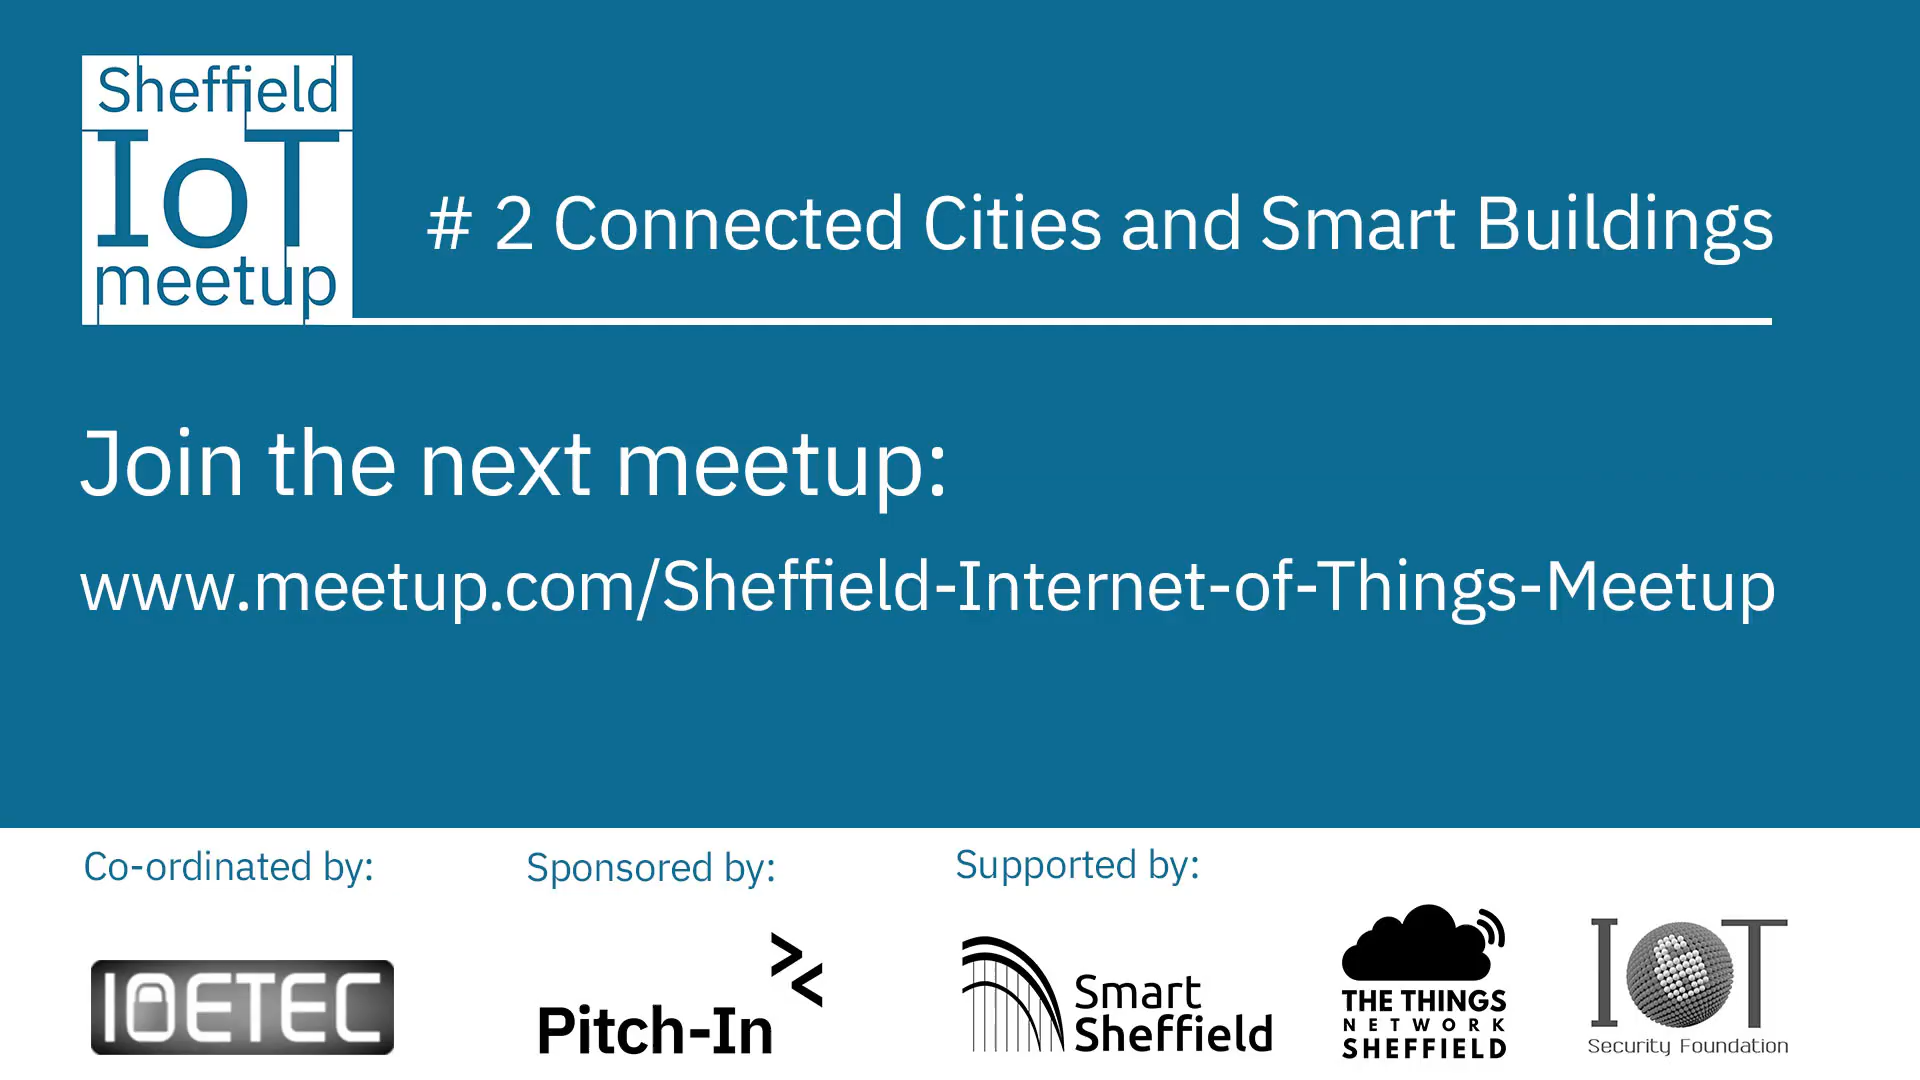 Sheffield
IoT
meetup
# 2 Connected Cities and Smart Buildings
Join the next meetup:
www.meetup.com/Sheffield-Internet-of-Things-Meetup
Co-ordinated by:
Sponsored by:
Supported by:
IOETEC
Pitch-In
Smart
Sheffield
THE THINGS
NETWORK
SHEFFIELD
IOT
Security Foundation